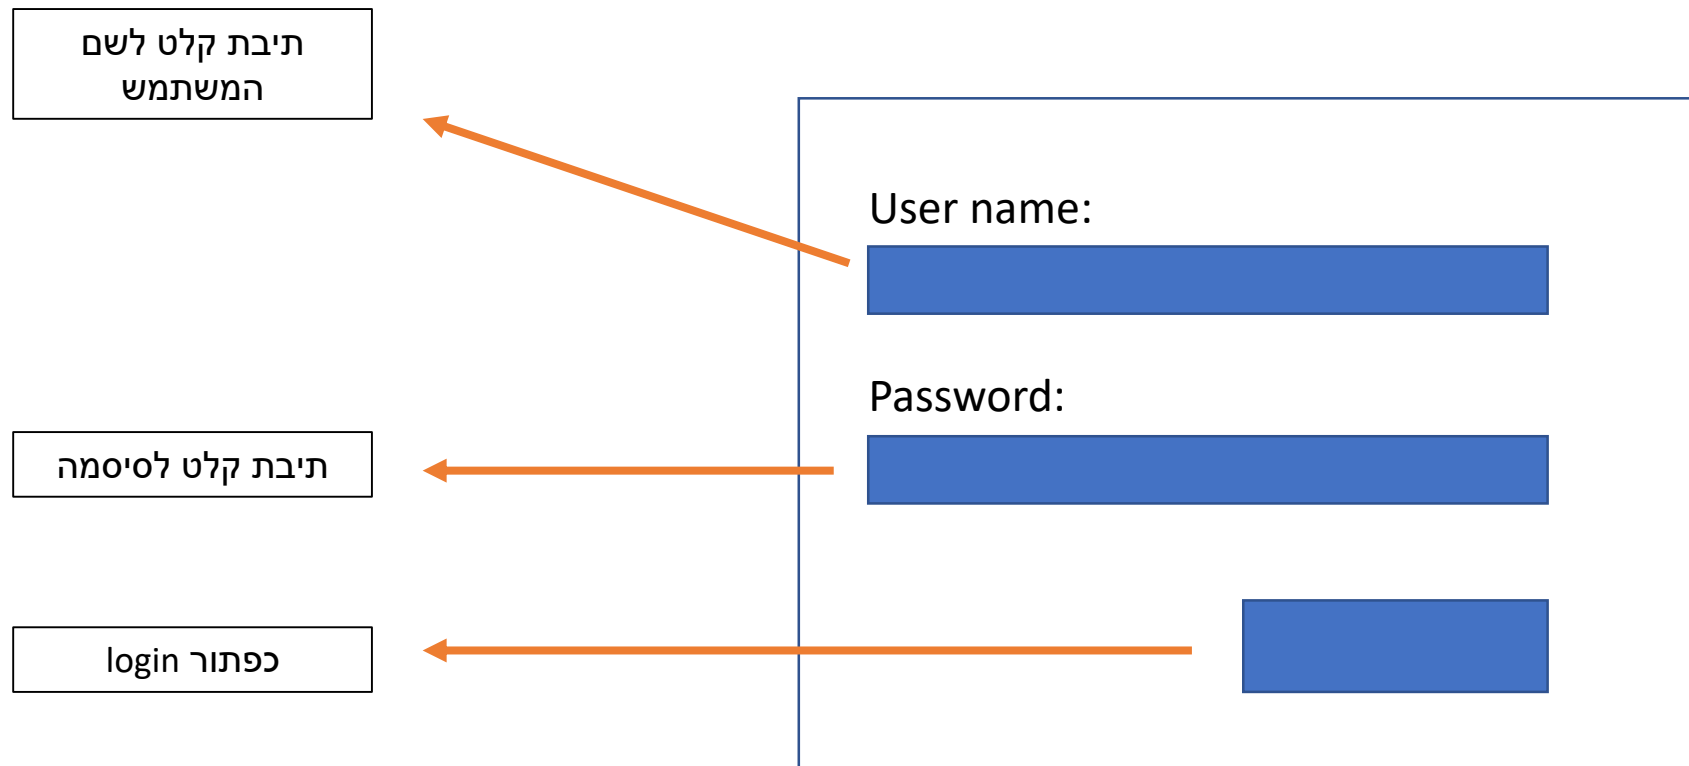 תיבת קלט לשם
המשתמש
User name:
Password:
תיבת קלט לסיסמה
כפתור login